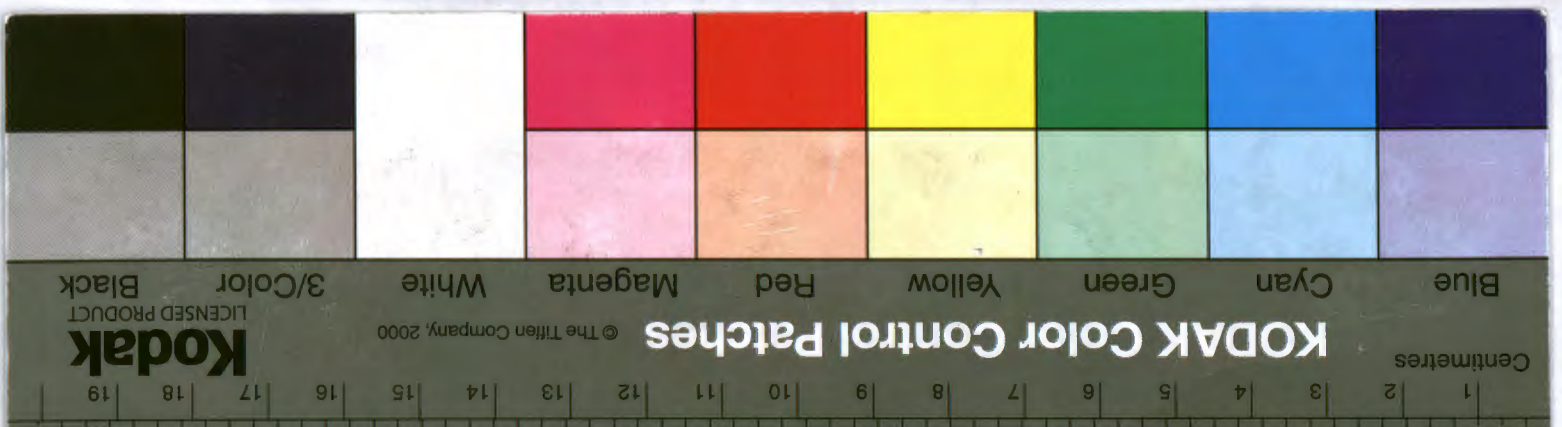 Centimetres 1 2 3 4 5 6 7 8 9 10 11 12 13 14 15 16 17 18 19
KODAK Color Control Patches © The Tiffen Company, 2000 Kodak
LICENSED PRODUCT
Blue Cyan Green Yellow Red Magenta White 3/Color Black